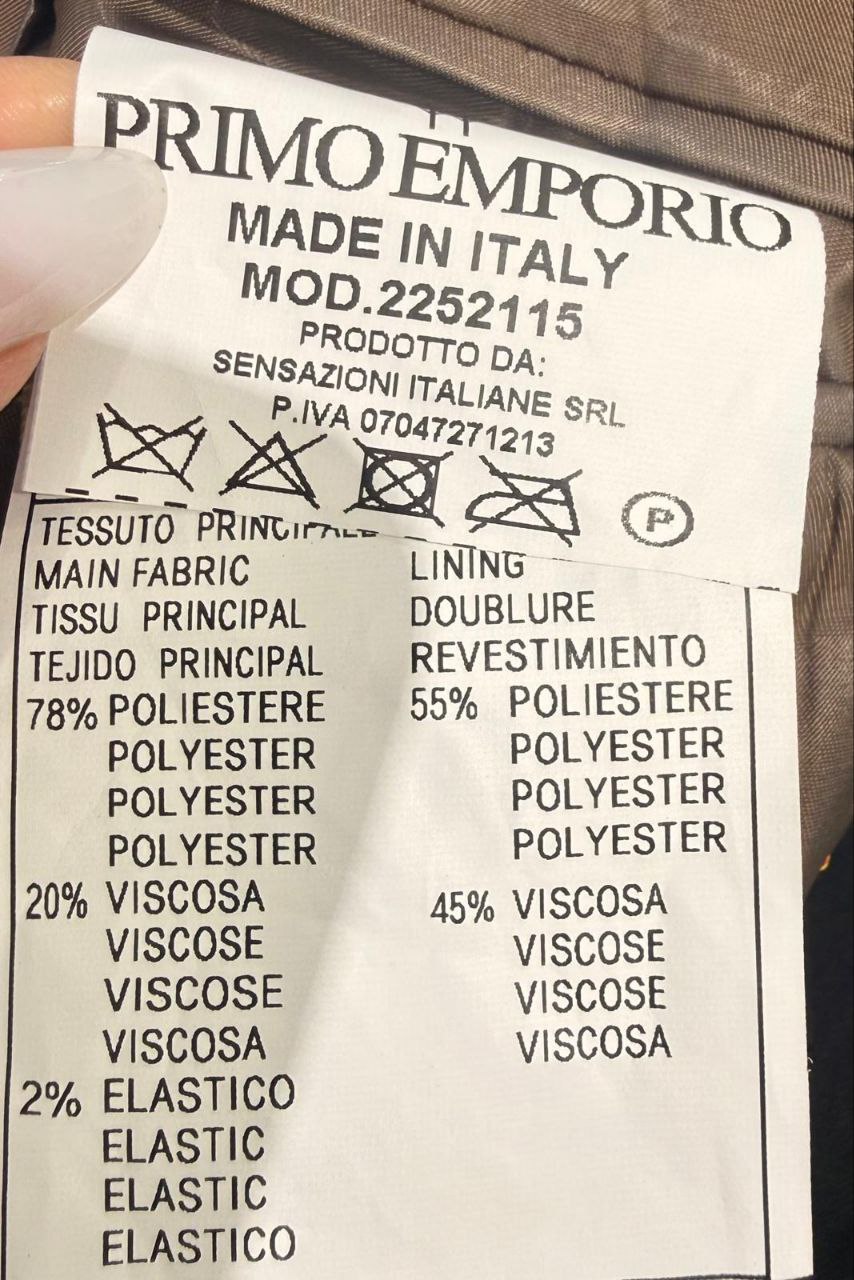 PRIMO EMPORIO
MADE IN ITALY
MOD.2252115
PRODOTTO DA:
SENSAZIONI ITALIANE SRL
P.IVA 07047271213
P
TESSUTO PRINCIPALE
MAIN FABRIC LINING
TISSU PRINCIPAL DOUBLURE
TEJIDO PRINCIPAL REVESTIMIENTO
78% POLIESTERE 55% POLIESTERE
POLYESTER POLYESTER
POLYESTER POLYESTER
POLYESTER POLYESTER
20% VISCOSA 45% VISCOSA
VISCOSE VISCOSE
VISCOSE VISCOSE
VISCOSA VISCOSA
2% ELASTICO
ELASTIC
ELASTIC
ELASTICO